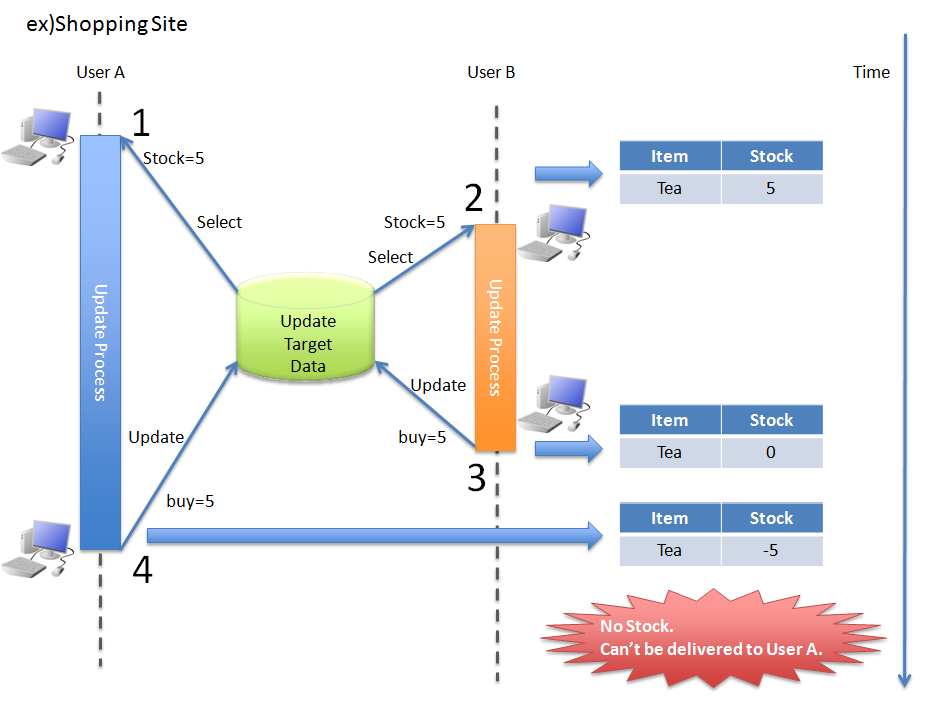 ex)Shopping Site
User A
User B
Time
1
Stock=5
Select
2
Stock=5
Select
Item Stock
Tea 5
Update Process
Update
Target
Data
Update Process
Update
buy=5
3
Item Stock
Tea 0
Update
buy=5
4
Item Stock
Tea -5
No Stock.
Can't be delivered to User A.